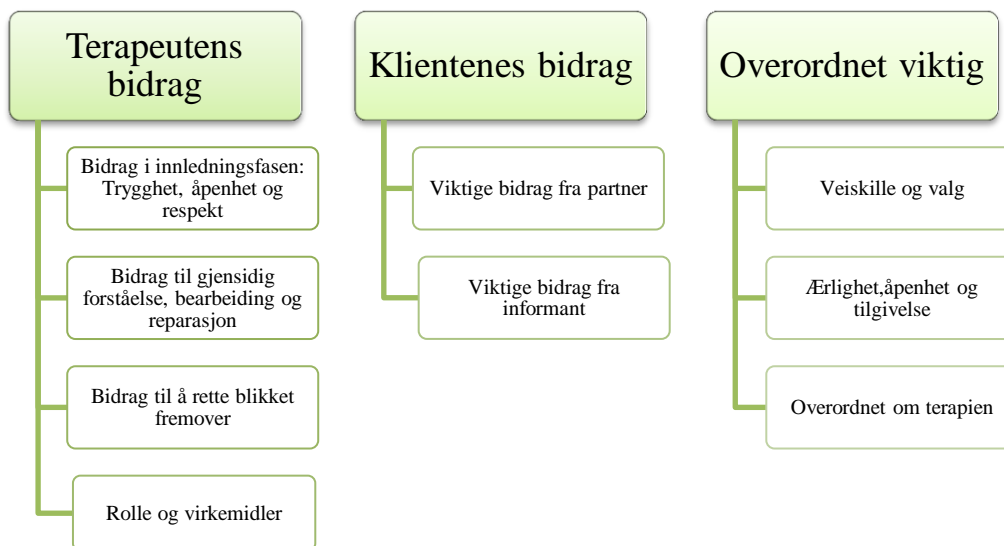 Terapeutens
bidrag
Bidrag i innledningsfasen:
Trygghet, åpenhet og
respekt
Bidrag til gjensidig
forståelse, bearbeiding og
reparasjon
Bidrag til å rette blikket
fremover
Rolle og virkemidler
Klientenes bidrag
Viktige bidrag fra partner
Viktige bidrag fra
informant
Overordnet viktig
Veiskille og valg
Ærlighet,åpenhet og
tilgivelse
Overordnet om terapien